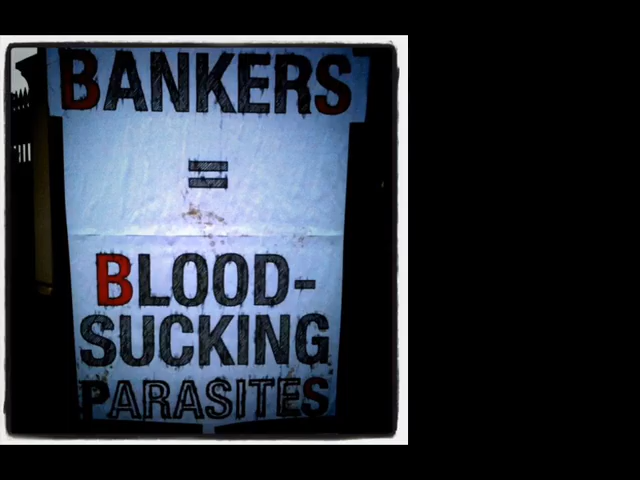 BANKERS
=
BLOOD-
SUCKING
PARASITES